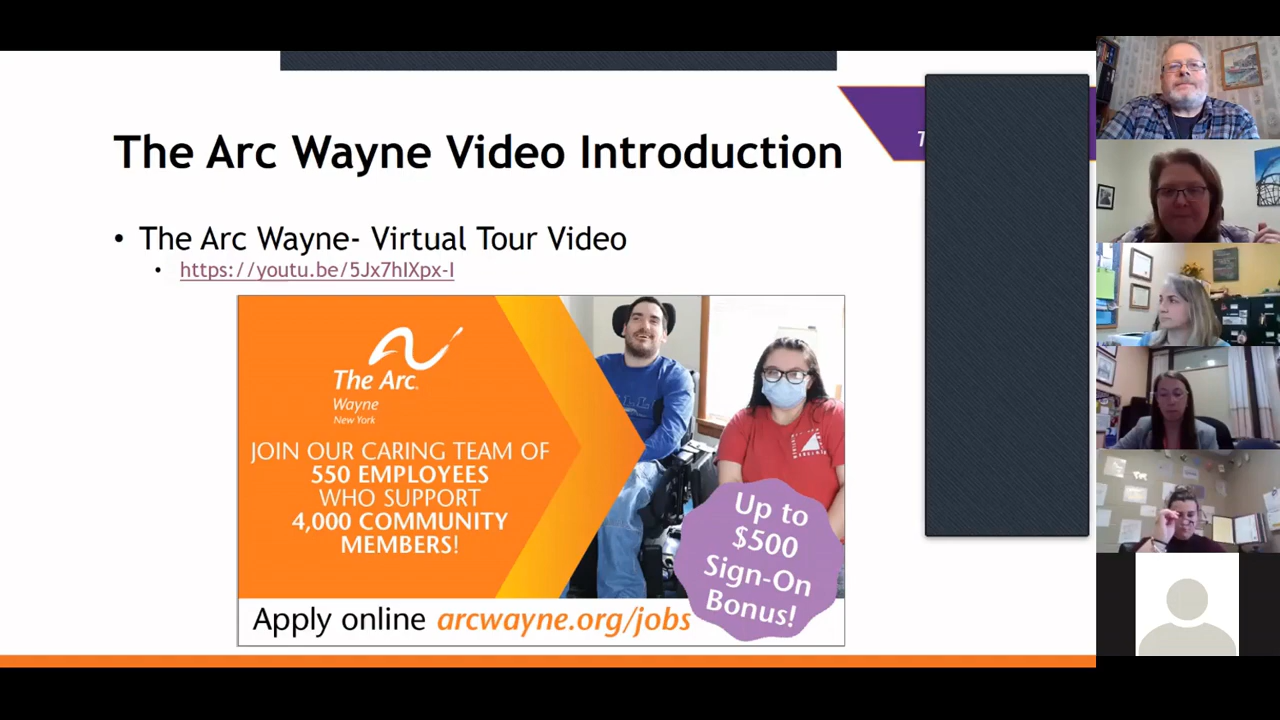 The Arc Wayne Video Introduction
• The Arc Wayne- Virtual Tour Video
• https://youtu.be/5Jx7hIXpx-I
The Arc
Wayne
New York
JOIN OUR CARING TEAM OF
550 EMPLOYEES
WHO SUPPORT
4,000 COMMUNITY
MEMBERS!
Up to
$500
Sign-On
Bonus!
Apply online arcwayne.org/jobs